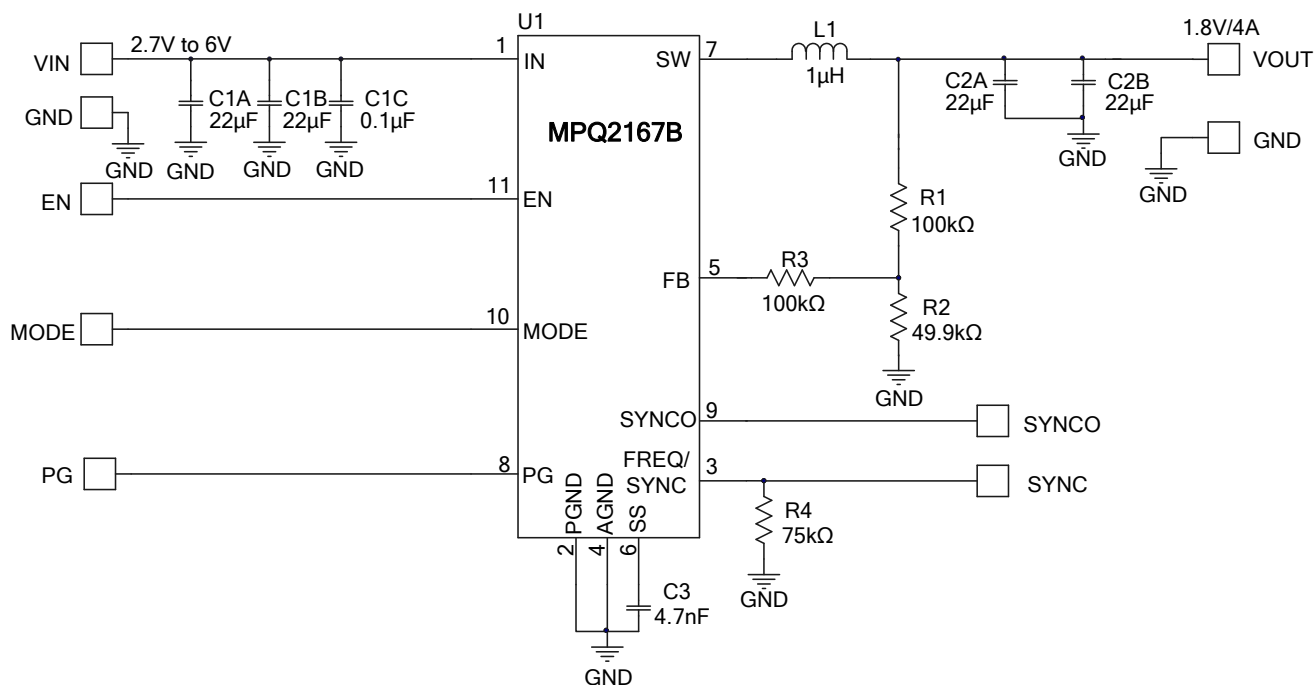 U1
1.8V/4A
VIN
2.7V to 6V
1
IN
SW
7
L1
1µH
VOUT
C1A
22µF
C1B
22µF
C1C
0.1µF
C2A
22µF
C2B
22µF
GND
GND
GND
GND
GND
MPQ2167B
GND
GND
GND
EN
11
EN
R1
100kΩ
FB
5
R3
100kΩ
R2
49.9kΩ
MODE
10
MODE
GND
SYNCO
9
SYNCO
PG
8
PG
FREQ/
SYNC
3
SYNC
PGND
AGND
SS
R4
75kΩ
2
4
6
C3
4.7nF
GND
GND